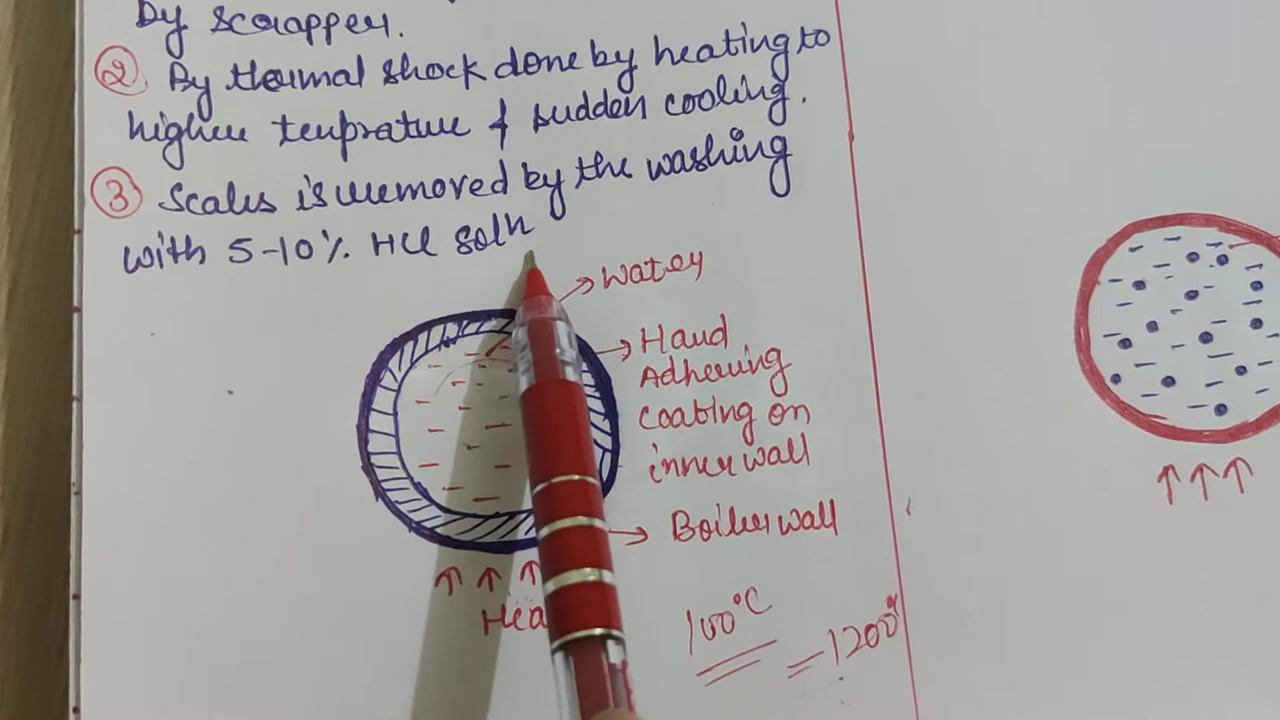 By scrapper.
② By thermal shock done by heating to
higher temprature & sudden cooling.
③ Scales is removed by the washing
with 5-10% HCl solⁿ
Water
Hard
Adhering
coating on
inner wall
Boiler wall
Hea
100°C
= 1200°